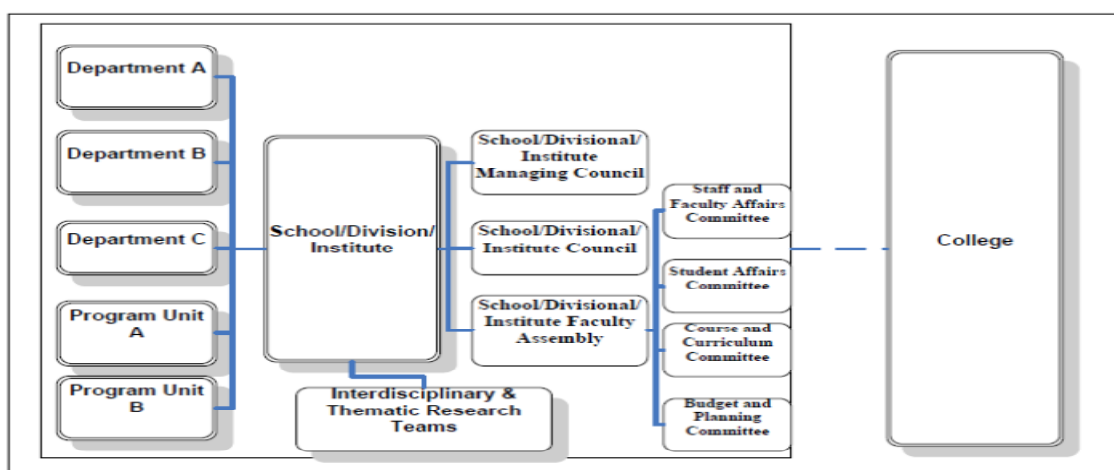 Department A
Department B
Department C
Program Unit
A
Program Unit
B
School/Division/
Institute
Interdisciplinary &
Thematic Research
Teams
School/Divisional/
Institute
Managing Council
School/Divisional/
Institute Council
School/Divisional/
Institute Faculty
Assembly
Staff and
Faculty Affairs
Committee
Student Affairs
Committee
Course and
Curriculum
Committee
Budget and
Planning
Committee
College